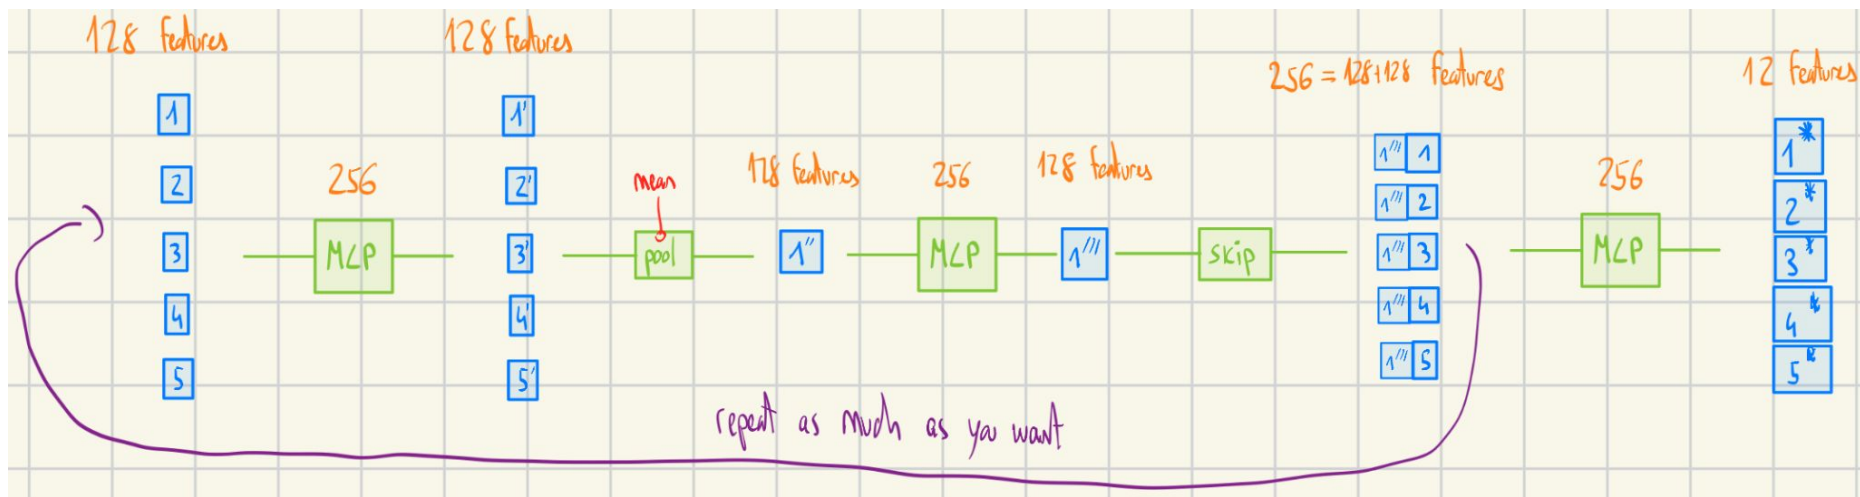 128 features
1
2
3
4
5
256
MLP
128 features
1'
2'
3'
4'
5'
mean
pool
128 features
1''
256
MLP
128 features
1'''
skip
256 = 128+128 features
1''' 1
1''' 2
1''' 3
1''' 4
1''' 5
256
MLP
12 features
1*
2*
3*
4*
5*
repeat as much as you want